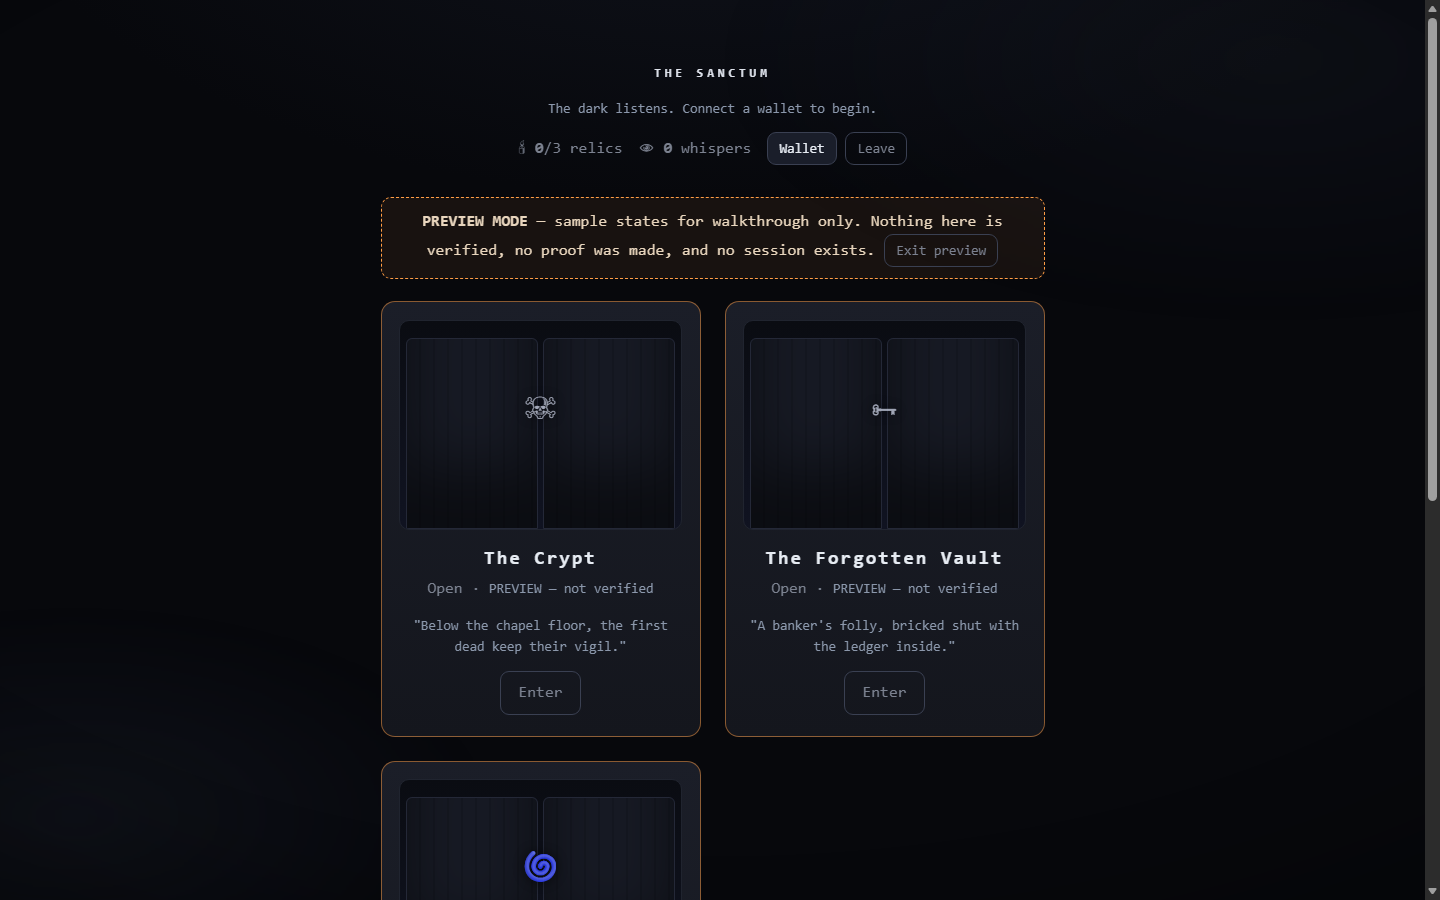 THE SANCTUM
The dark listens. Connect a wallet to begin.
0/3 relics 0 whispers Wallet Leave
PREVIEW MODE — sample states for walkthrough only. Nothing here is
verified, no proof was made, and no session exists. Exit preview
The Crypt
Open · PREVIEW — not verified
"Below the chapel floor, the first
dead keep their vigil."
Enter
The Forgotten Vault
Open · PREVIEW — not verified
"A banker's folly, bricked shut with
the ledger inside."
Enter